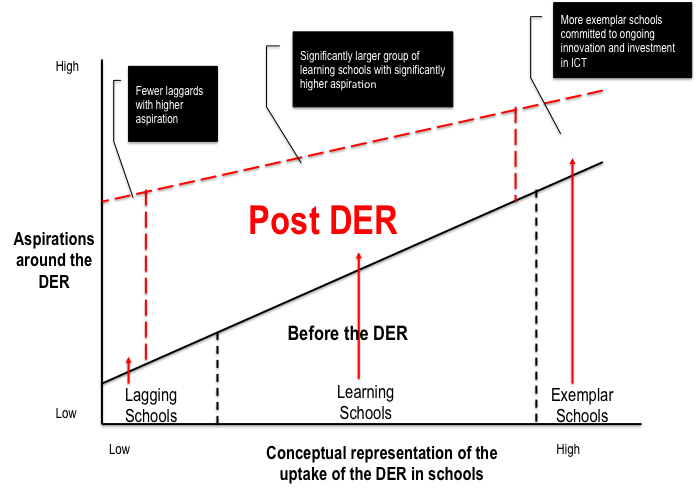 More exemplar schools
committed to ongoing
innovation and investment
in ICT
Significantly larger group of
learning schools with significantly
higher aspiration
Fewer laggards
with higher
aspiration
High
Post DER
Aspirations
around the
DER
Before the DER
Lagging
Schools
Learning
Schools
Exemplar
Schools
Low
Low
High
Conceptual representation of the
uptake of the DER in schools